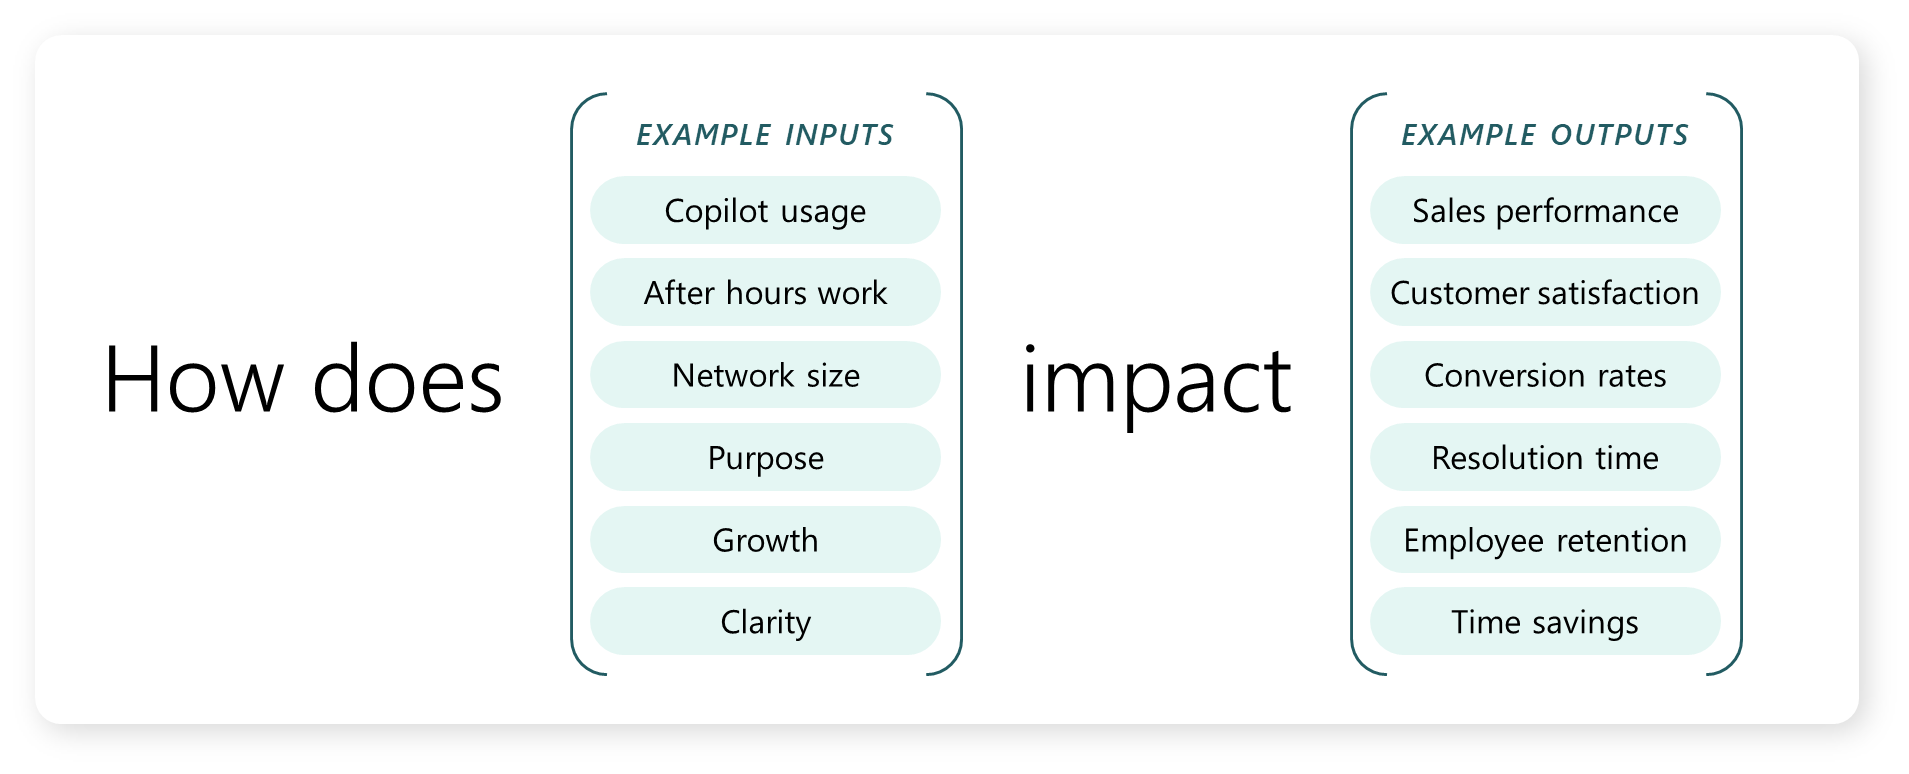 How does
EXAMPLE INPUTS
Copilot usage
After hours work
Network size
Purpose
Growth
Clarity
impact
EXAMPLE OUTPUTS
Sales performance
Customer satisfaction
Conversion rates
Resolution time
Employee retention
Time savings